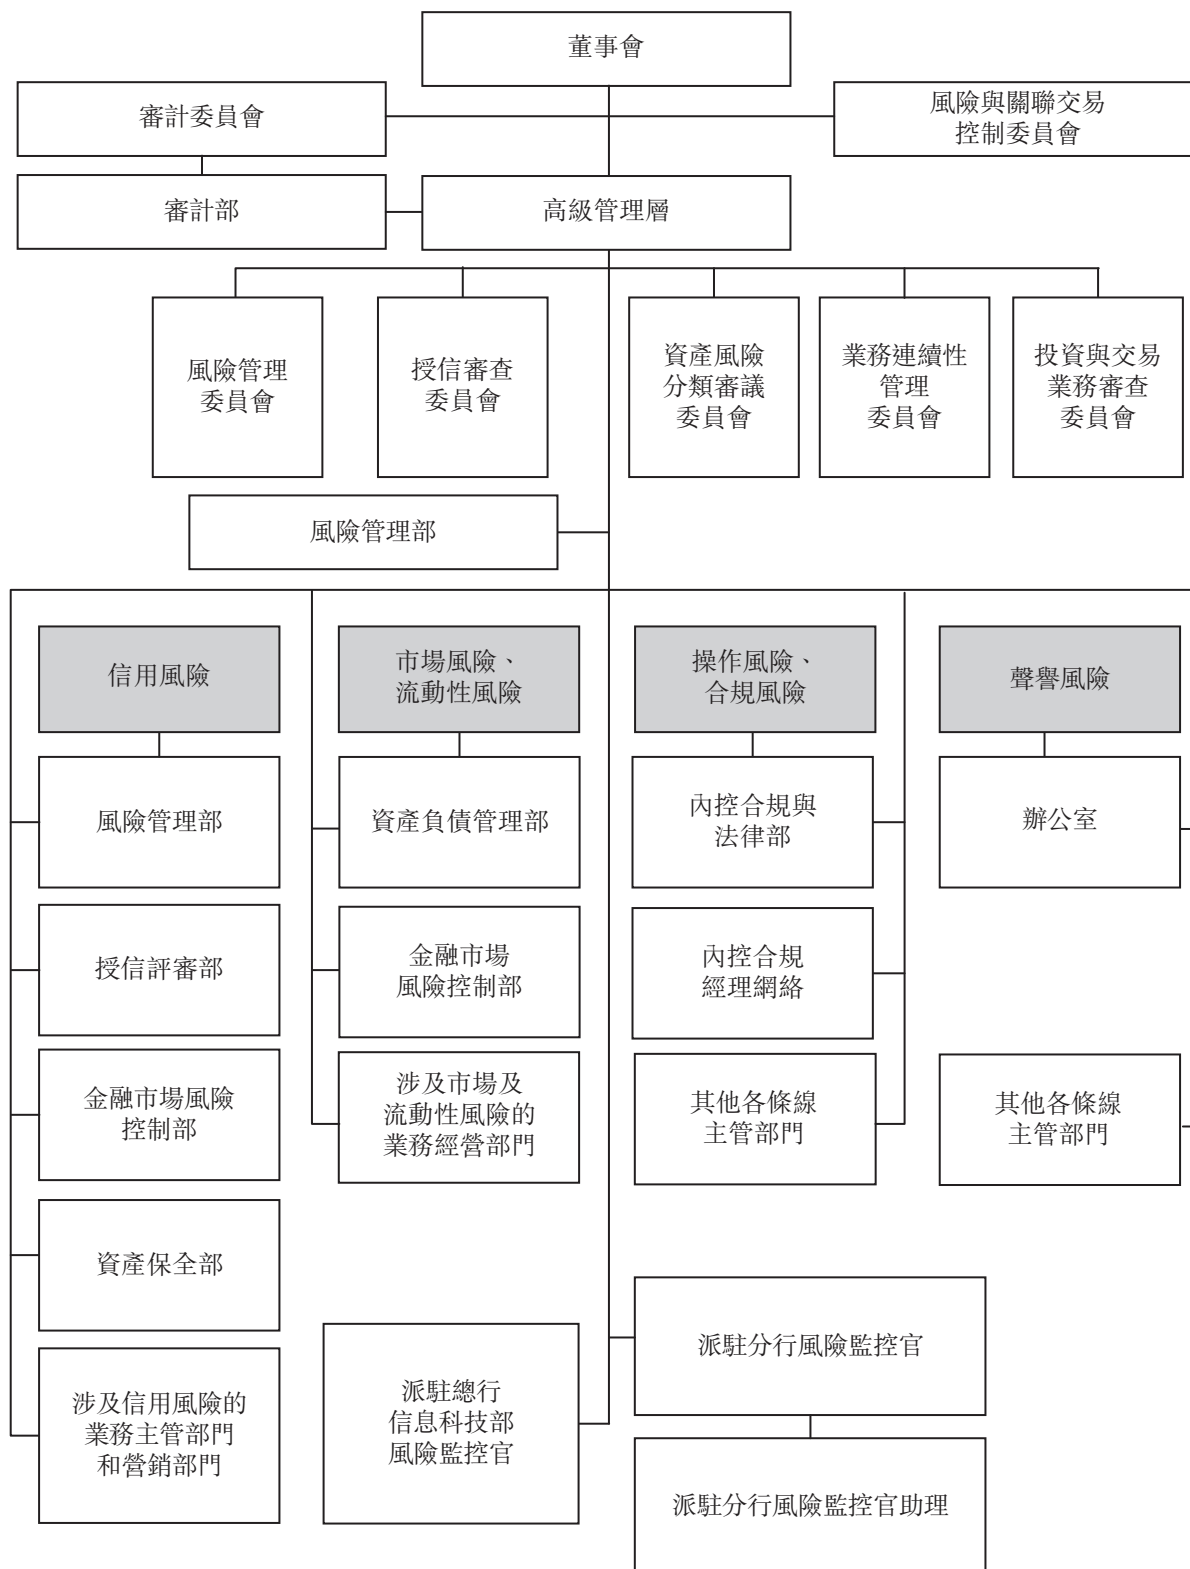 董事會
審計委員會
風險與關聯交易
控制委員會
審計部
高級管理層
風險管理
委員會
授信審查
委員會
資產風險
分類審議
委員會
業務連續性
管理
委員會
投資與交易
業務審查
委員會
風險管理部
信用風險
市場風險、
流動性風險
操作風險、
合規風險
聲譽風險
風險管理部
資產負債管理部
內控合規與
法律部
辦公室
授信評審部
金融市場
風險控制部
內控合規
經理網絡
金融市場風險
控制部
涉及市場及
流動性風險的
業務經營部門
其他各條線
主管部門
其他各條線
主管部門
資產保全部
涉及信用風險的
業務主管部門
和營銷部門
派駐總行
信息科技部
風險監控官
派駐分行風險監控官
派駐分行風險監控官助理